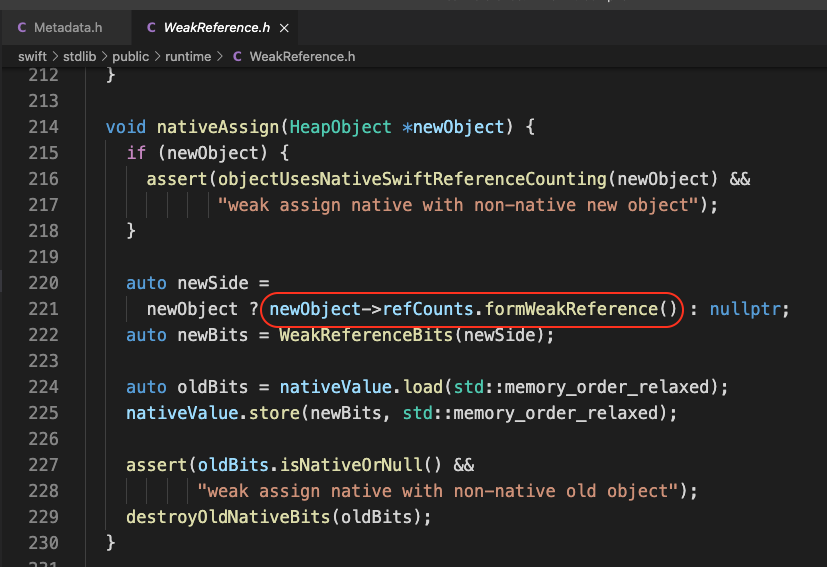 C Metadata.h
C WeakReference.h ×
swift > stdlib > public > runtime > C WeakReference.h
212 }
213
214 void nativeAssign(HeapObject *newObject) {
215 if (newObject) {
216 assert(objectUsesNativeSwiftReferenceCounting(newObject) &&
217 "weak assign native with non-native new object");
218 }
219
220 auto newSide =
221 newObject ? newObject->refCounts.formWeakReference() : nullptr;
222 auto newBits = WeakReferenceBits(newSide);
223
224 auto oldBits = nativeValue.load(std::memory_order_relaxed);
225 nativeValue.store(newBits, std::memory_order_relaxed);
226
227 assert(oldBits.isNativeOrNull() &&
228 "weak assign native with non-native old object");
229 destroyOldNativeBits(oldBits);
230 }